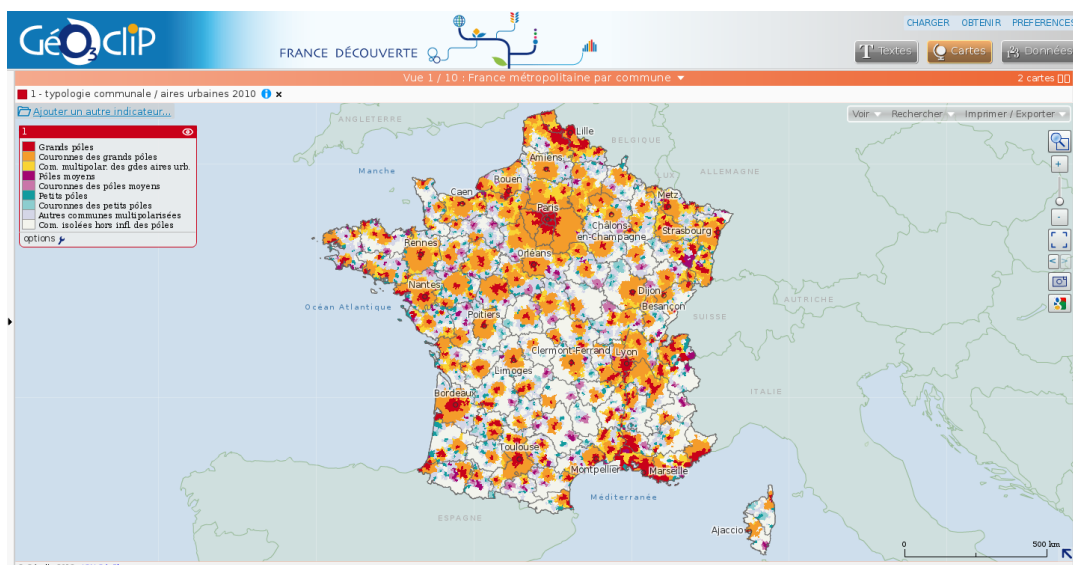 GéO3cliP
FRANCE DÉCOUVERTE
CHARGER OBTENIR PREFERENCES
Textes Cartes Données
Vue 1 / 10 : France métropolitaine par commune
2 cartes
1 - typologie communale / aires urbaines 2010
Ajouter un autre indicateur...
Voir Rechercher Imprimer / Exporter
1
Grands pôles
Couronnes des grands pôles
Com. multipolar. des gdes aires urb.
Pôles moyens
Couronnes des pôles moyens
Petits pôles
Couronnes des petits pôles
Autres communes multipolarisées
Com. isolées hors infl. des pôles
options
ANGLETERRE
Lille
BELGIQUE
Amiens
Manche
LUX
ALLEMAGNE
Rouen
Caen
Metz
Paris
Chalons-
en-Champagne
Strasbourg
Rennes
Orléans
Nantes
Dijon
Océan Atlantique
Besançon
AUTRICHE
Poitiers
SUISSE
Clermont-Ferrand
Lyon
Limoges
Bordeaux
ITALIE
Toulouse
Montpellier
Marseille
Méditerranée
ESPAGNE
Ajaccio
0 500 km